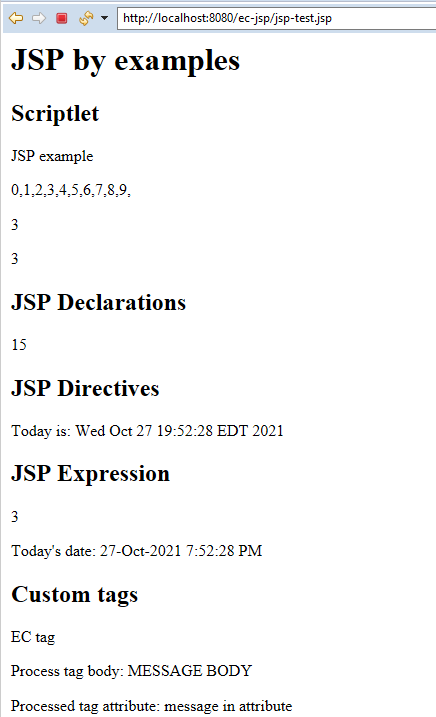 http://localhost:8080/ec-jsp/jsp-test.jsp
JSP by examples
Scriptlet
JSP example
0,1,2,3,4,5,6,7,8,9,
3
3
JSP Declarations
15
JSP Directives
Today is: Wed Oct 27 19:52:28 EDT 2021
JSP Expression
3
Today's date: 27-Oct-2021 7:52:28 PM
Custom tags
EC tag
Process tag body: MESSAGE BODY
Processed tag attribute: message in attribute